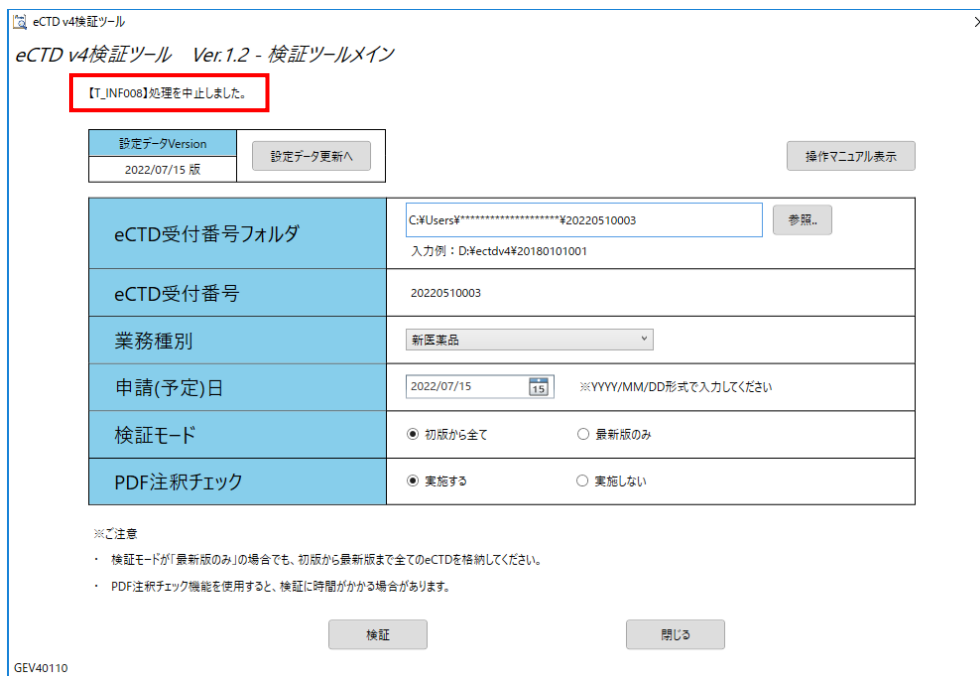 eCTD v4検証ツール
eCTD v4検証ツール Ver.1.2 - 検証ツールメイン
【T_INF008】処理を中止しました。
設定データVersion
2022/07/15 版
設定データ更新へ
操作マニュアル表示
eCTD受付番号フォルダ
C:¥Users¥********************¥20220510003
参照..
入力例：D:¥ectdv4¥20180101001
eCTD受付番号
20220510003
業務種別
新医薬品
申請(予定)日
2022/07/15
15
※YYYY/MM/DD形式で入力してください
検証モード
初版から全て
最新版のみ
PDF注釈チェック
実施する
実施しない
※ご注意
・ 検証モードが「最新版のみ」の場合でも、初版から最新版まで全てのeCTDを格納してください。
・ PDF注釈チェック機能を使用すると、検証に時間がかかる場合があります。
検証
閉じる
GEV40110